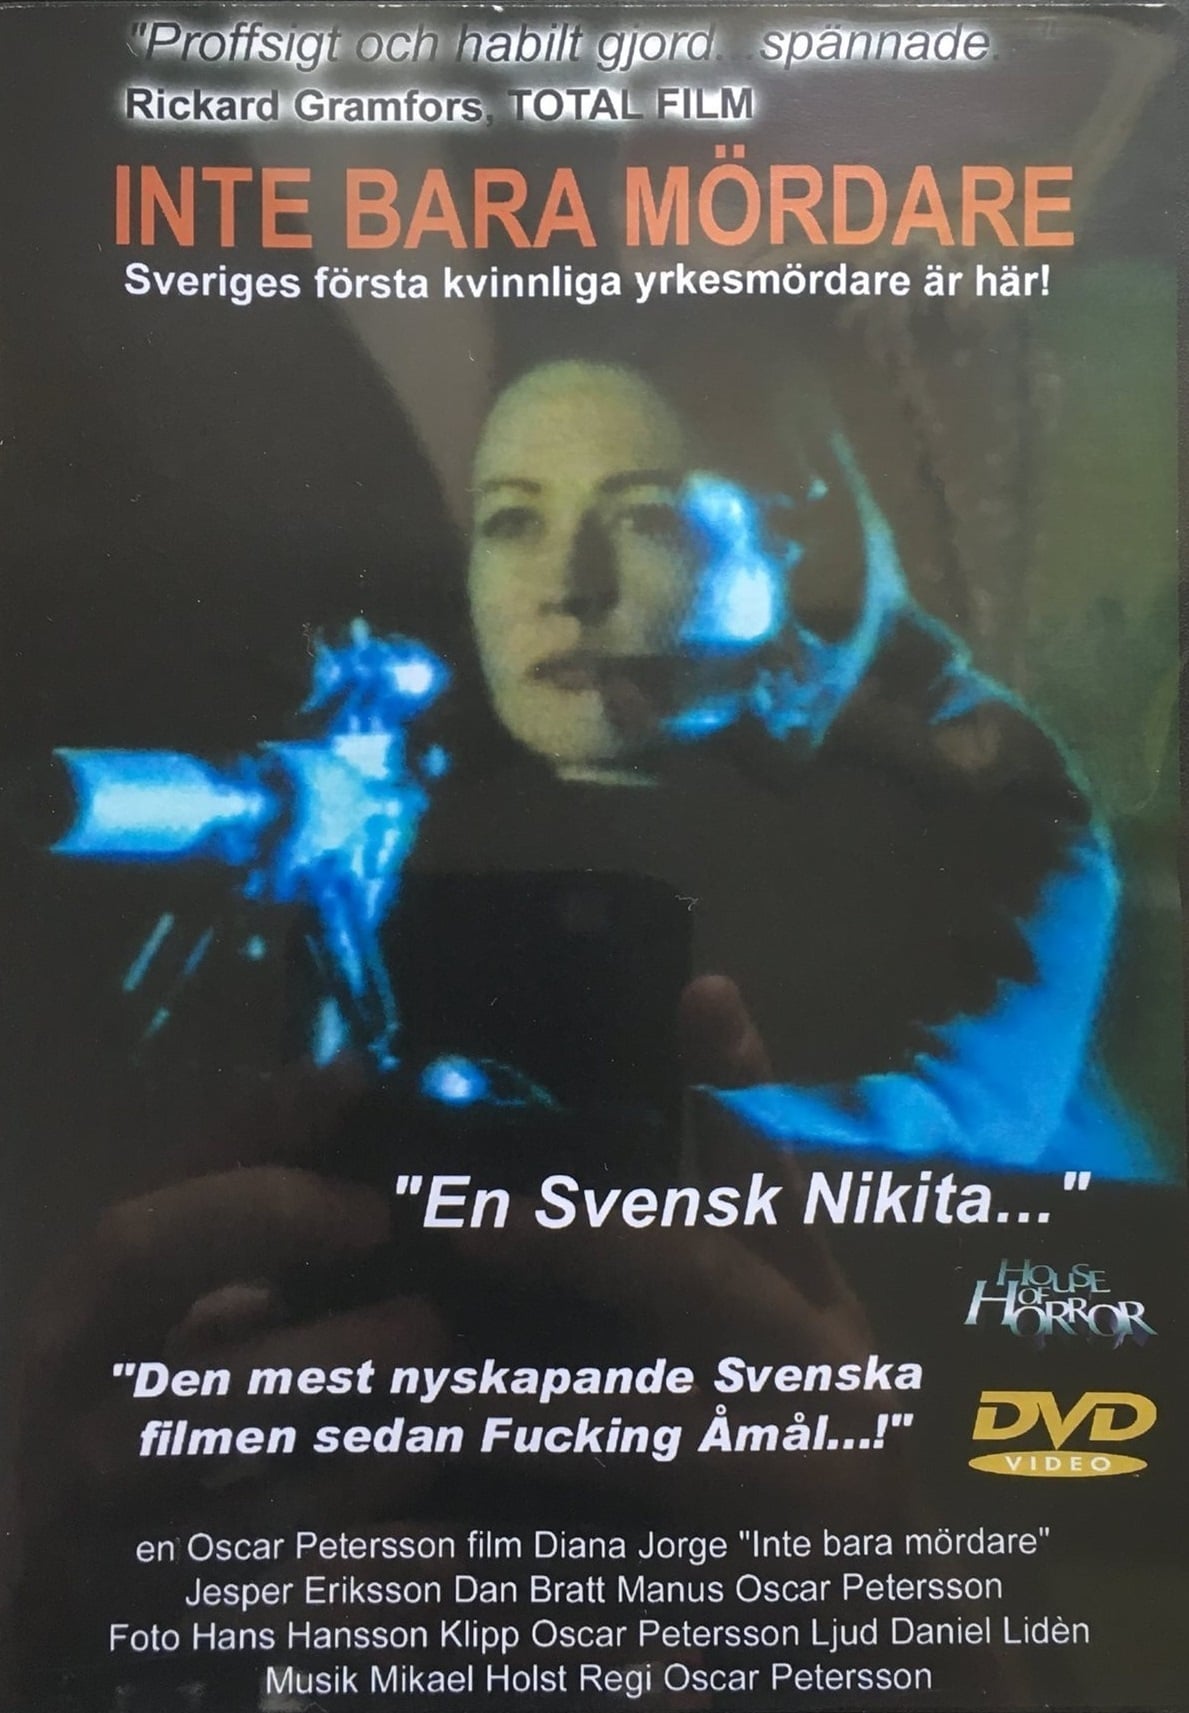 "Proffsigt och habilt gjord...spännade.
Rickard Gramfors, TOTAL FILM
INTE BARA MÖRDARE
Sveriges första kvinnliga yrkesmördare är här!
"En Svensk Nikita..."
HOUSE
OF
HORROR
"Den mest nyskapande Svenska
filmen sedan Fucking Åmål...!"
DVD
VIDEO
en Oscar Petersson film Diana Jorge "Inte bara mördare"
Jesper Eriksson Dan Bratt Manus Oscar Petersson
Foto Hans Hansson Klipp Oscar Petersson Ljud Daniel Lidèn
Musik Mikael Holst Regi Oscar Petersson